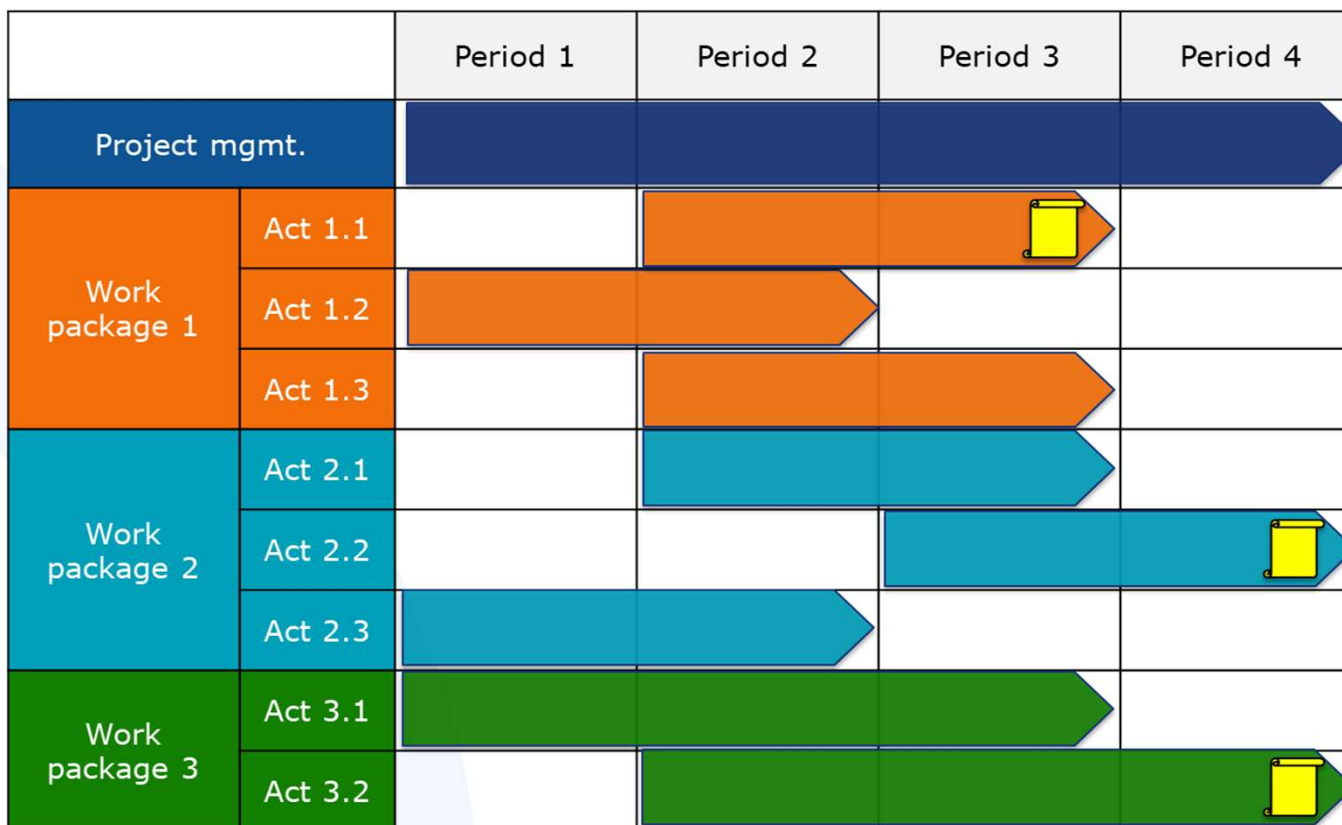 Period 1
Period 2
Period 3
Period 4
Project mgmt.
Work
package 1
Act 1.1
Act 1.2
Act 1.3
Work
package 2
Act 2.1
Act 2.2
Act 2.3
Work
package 3
Act 3.1
Act 3.2